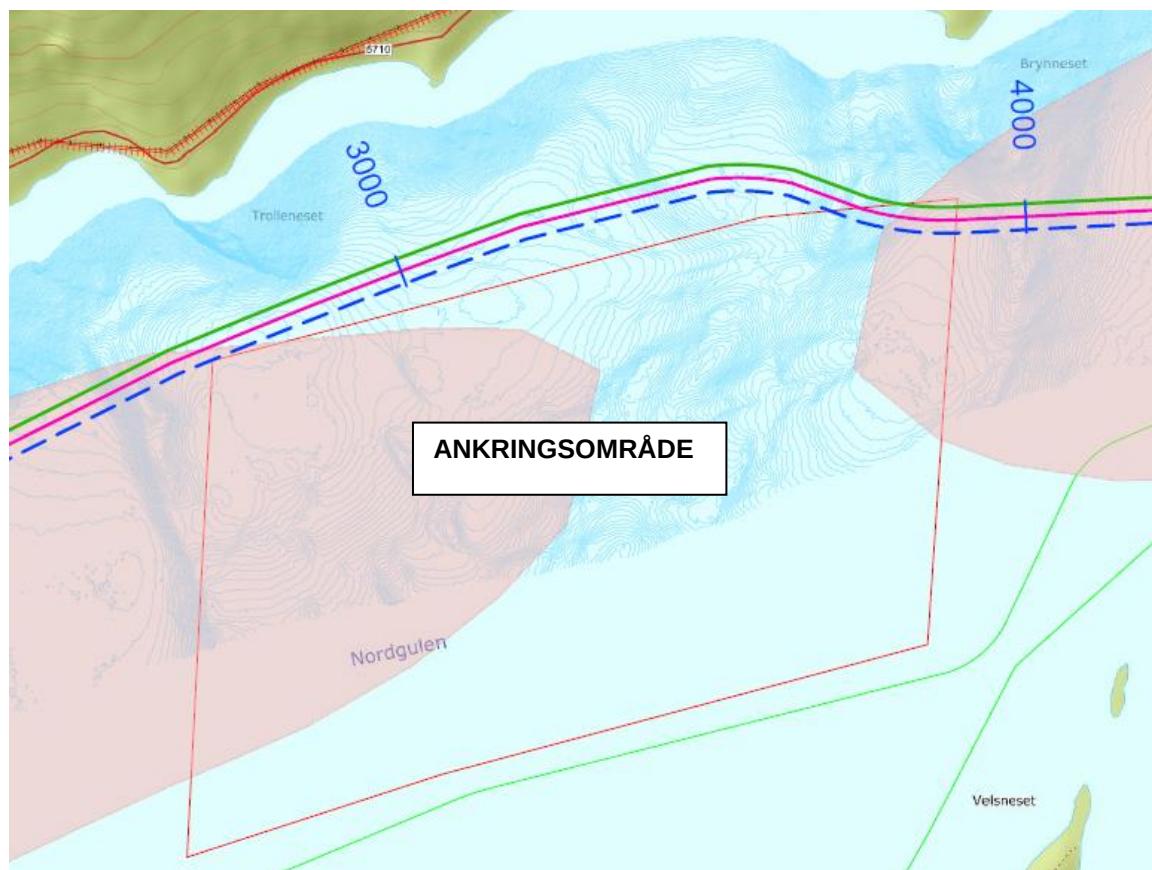 5710
Brynneset
4000
3000
Trolleneset
ANKRINGSOMRÅDE
Nordgulen
Velsneset